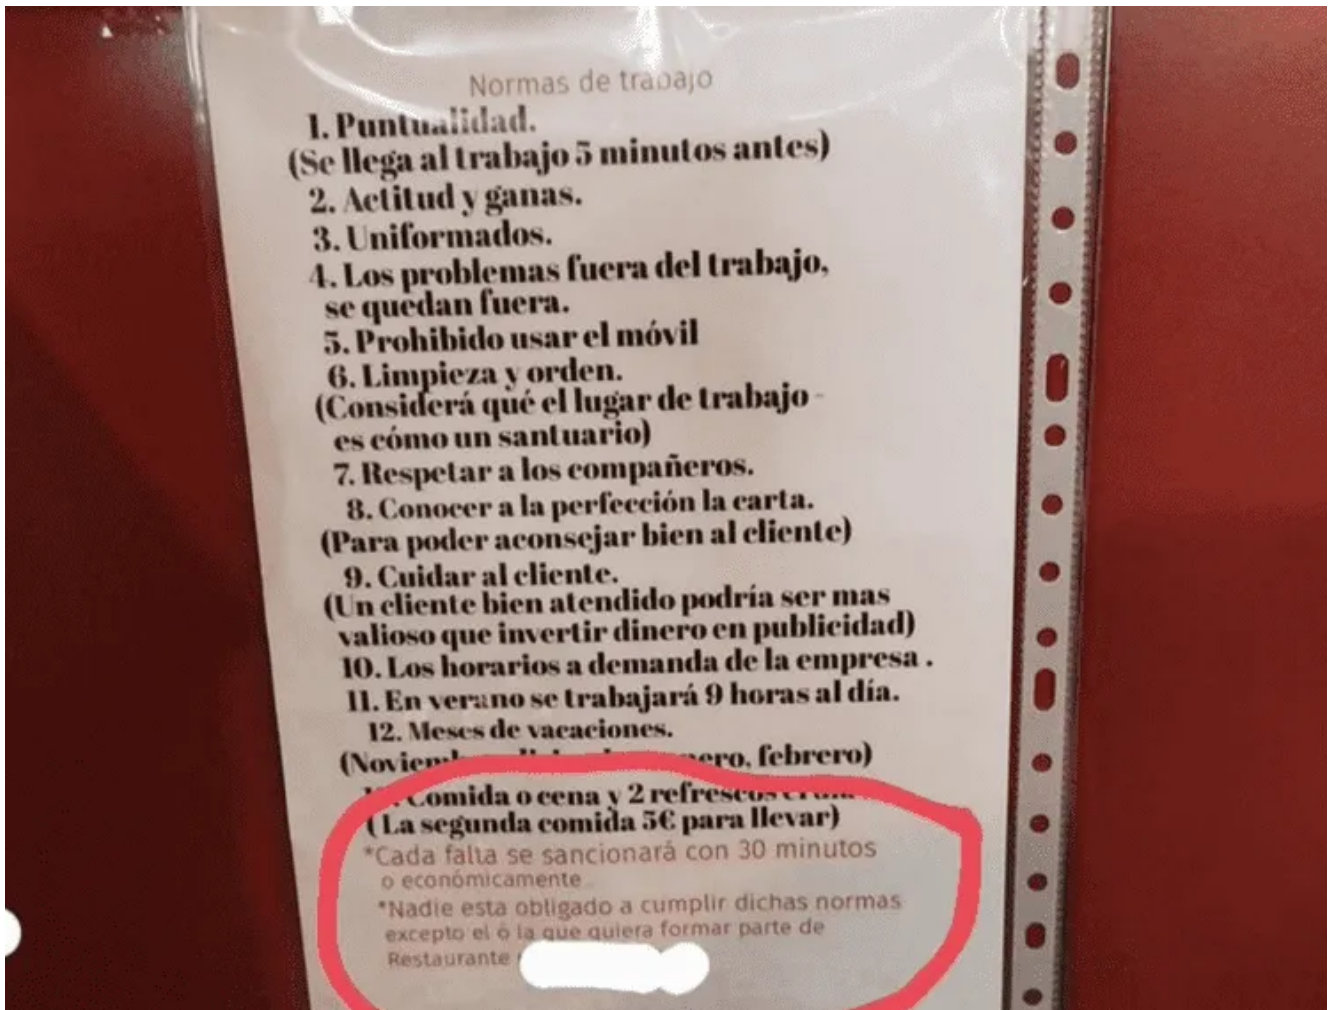 Normas de trabajo
1. Puntualidad.
(Se llega al trabajo 5 minutos antes)
2. Actitud y ganas.
3. Uniformados.
4. Los problemas fuera del trabajo,
se quedan fuera.
5. Prohibido usar el móvil
6. Limpieza y orden.
(Considerá qué el lugar de trabajo
es cómo un santuario)
7. Respetar a los compañeros.
8. Conocer a la perfección la carta.
(Para poder aconsejar bien al cliente)
9. Cuidar al cliente.
(Un cliente bien atendido podría ser mas
valioso que invertir dinero en publicidad)
10. Los horarios a demanda de la empresa .
11. En verano se trabajará 9 horas al día.
12. Meses de vacaciones.
febrero)
Comida o cena y 2 refrescos
(La segunda comida 5€ para llevar)
*Cada falta se sancionará con 30 minutos
o económicamente
*Nadie esta obligado a cumplir dichas normas
excepto el ó la que quiera formar parte de
Restaurante